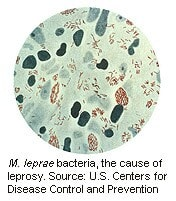 M. leprae bacteria, the cause of
leprosy. Source: U.S. Centers for
Disease Control and Prevention